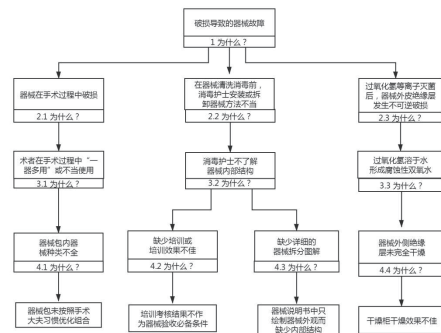 破损导致的器械故障
1 为什么?
器械在手术过程中破损
2.1 为什么?
在器械清洗消毒前,
消毒护士安装或拆
卸器械方法不当
2.2 为什么?
过氧化氢等离子灭菌
后,器械外皮绝缘层
发生不可逆破损
2.3 为什么?
术者在手术过程中“一
器多用”或不当使用
3.1 为什么?
消毒护士不了解
器械内部结构
3.2 为什么?
过氧化氢溶于水
形成腐蚀性双氧水
3.3 为什么?
器械包内器
械种类不全
4.1 为什么?
缺少培训或
培训效果不佳
4.2 为什么?
缺少详细的
器械拆分图解
4.3 为什么?
器械外侧绝缘
层未完全干燥
4.4 为什么?
器械包未按照手术
大夫习惯优化组合
培训考核结果不作
为器械验收必备条件
器械说明书中只
绘制器械外观而
缺少内部结构
干燥柜干燥效果不佳